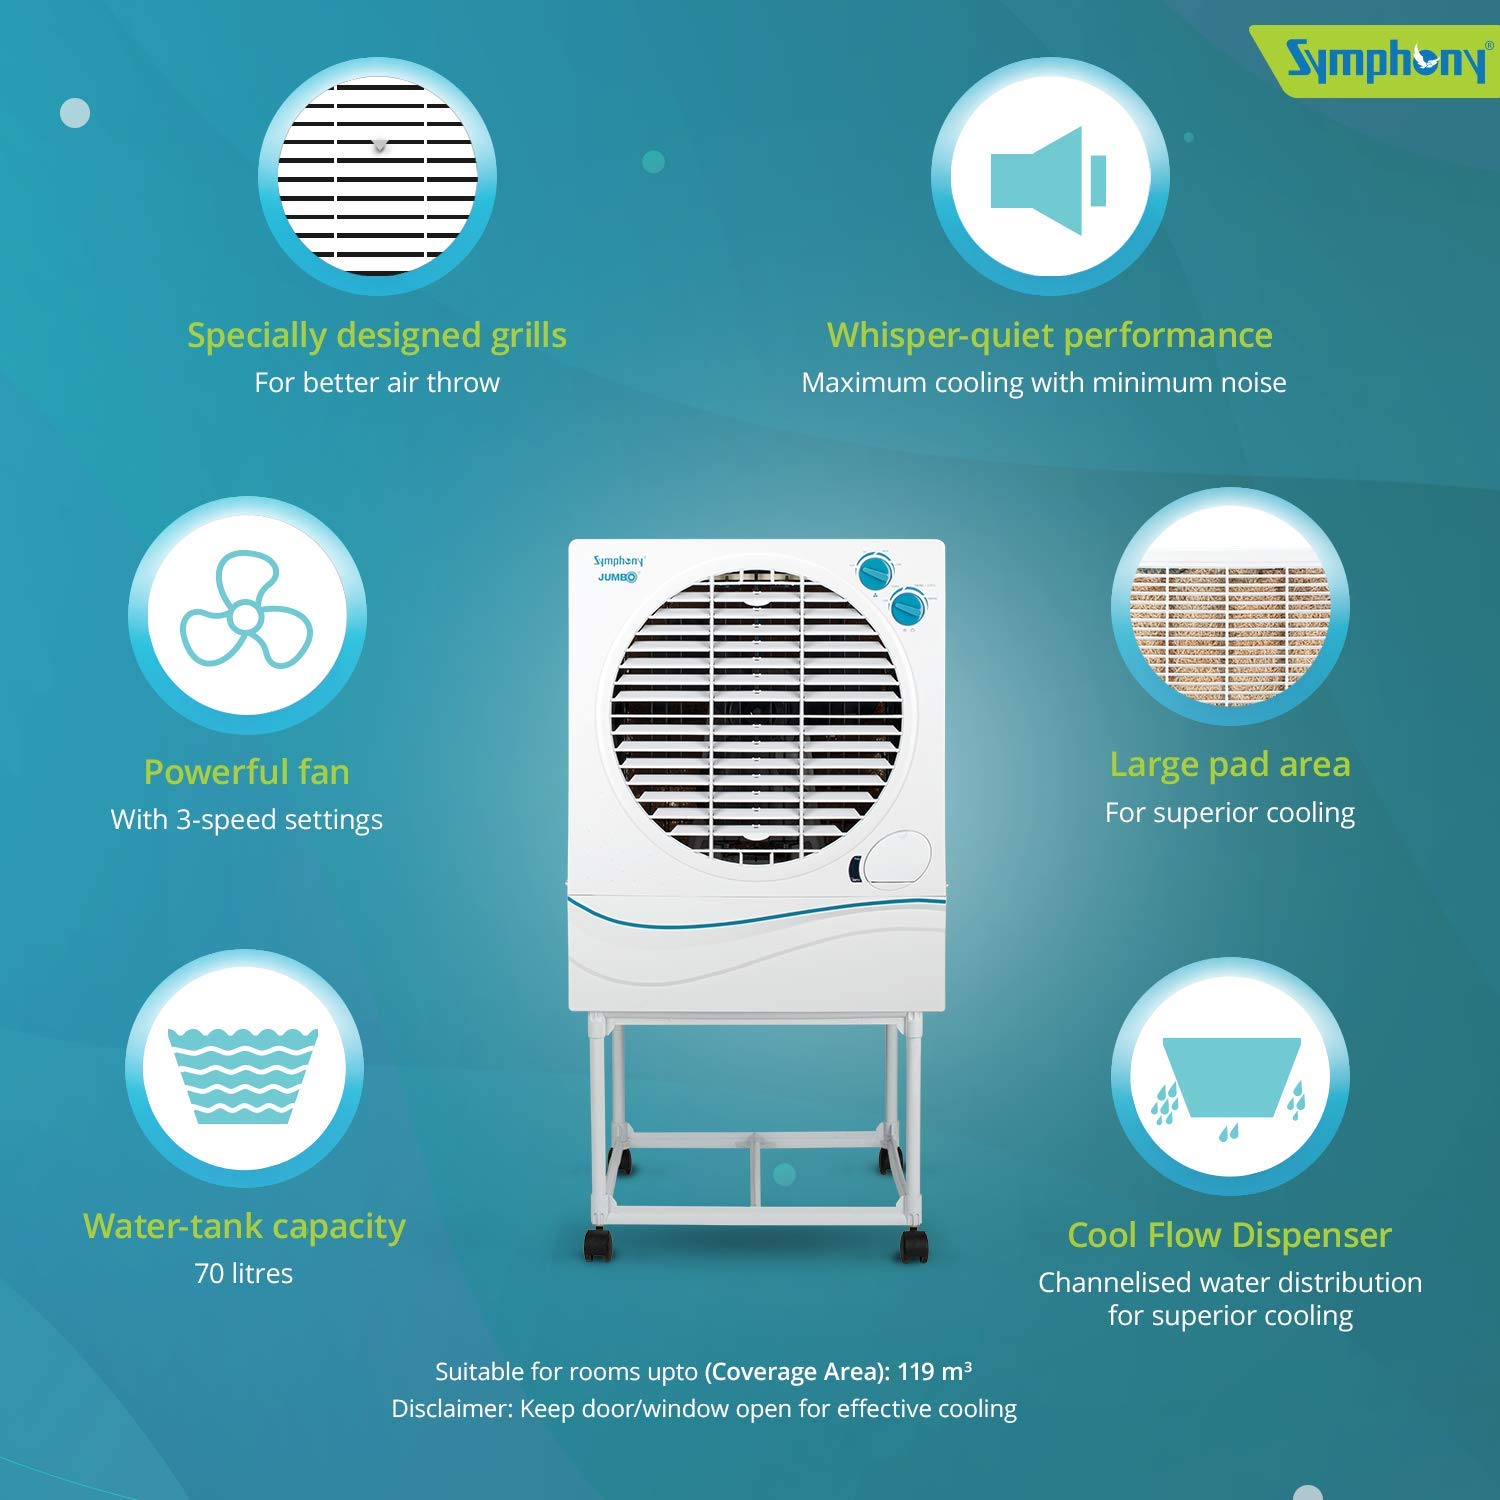 Symphony®
Specially designed grills
For better air throw
Whisper-quiet performance
Maximum cooling with minimum noise
Symphony®
JUMBO
Powerful fan
With 3-speed settings
Large pad area
For superior cooling
Water-tank capacity
70 litres
Cool Flow Dispenser
Channelised water distribution
for superior cooling
Suitable for rooms upto (Coverage Area): 119 m³
Disclaimer: Keep door/window open for effective cooling